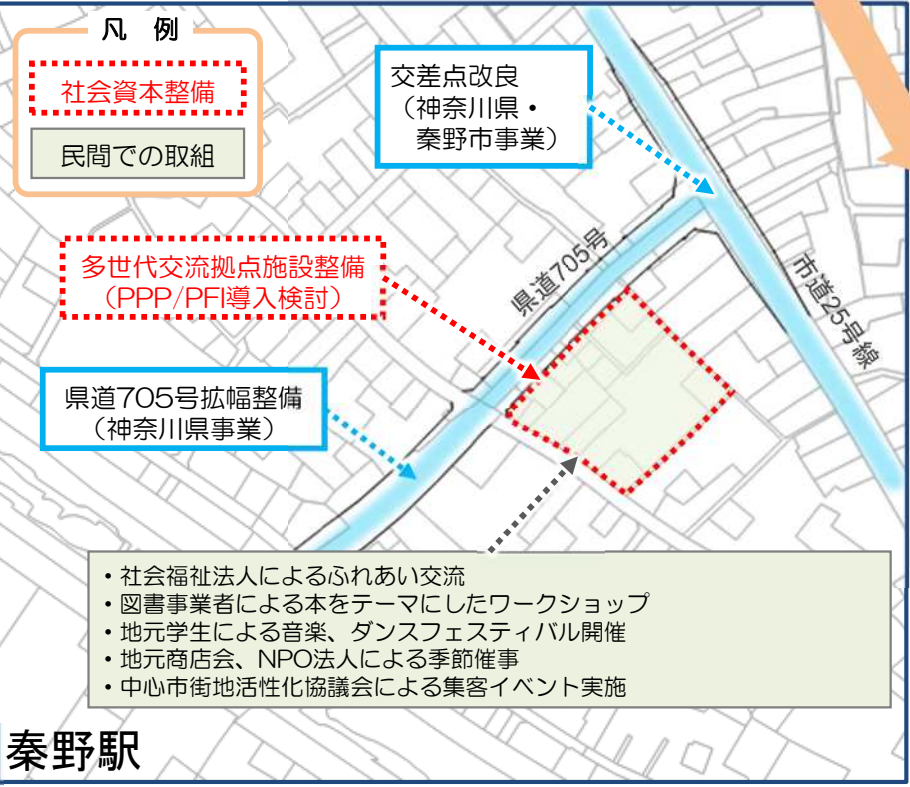 凡　例
社会資本整備
民間での取組
交差点改良
（神奈川県・
秦野市事業）
多世代交流拠点施設整備
（PPP/PFI導入検討）
県道705号
市道25号線
県道705号拡幅整備
（神奈川県事業）
・社会福祉法人によるふれあい交流
・図書事業者による本をテーマにしたワークショップ
・地元学生による音楽、ダンスフェスティバル開催
・地元商店会、NPO法人による季節催事
・中心市街地活性化協議会による集客イベント実施
秦野駅